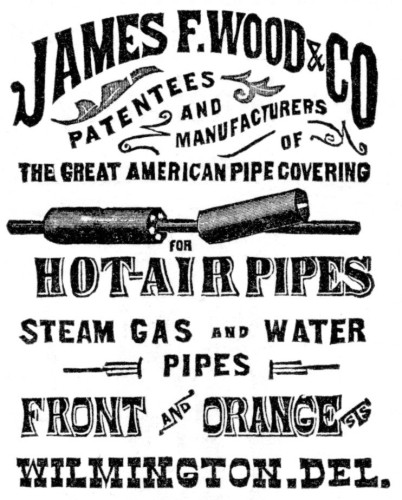 JAMES F. WOOD & CO
PATENTEES
AND
MANUFACTURERS
OF
THE GREAT AMERICAN PIPE COVERING
FOR
HOT-AIR PIPES
STEAM GAS AND WATER
PIPES
FRONT AND ORANGE STS
WILMINGTON. DEL.